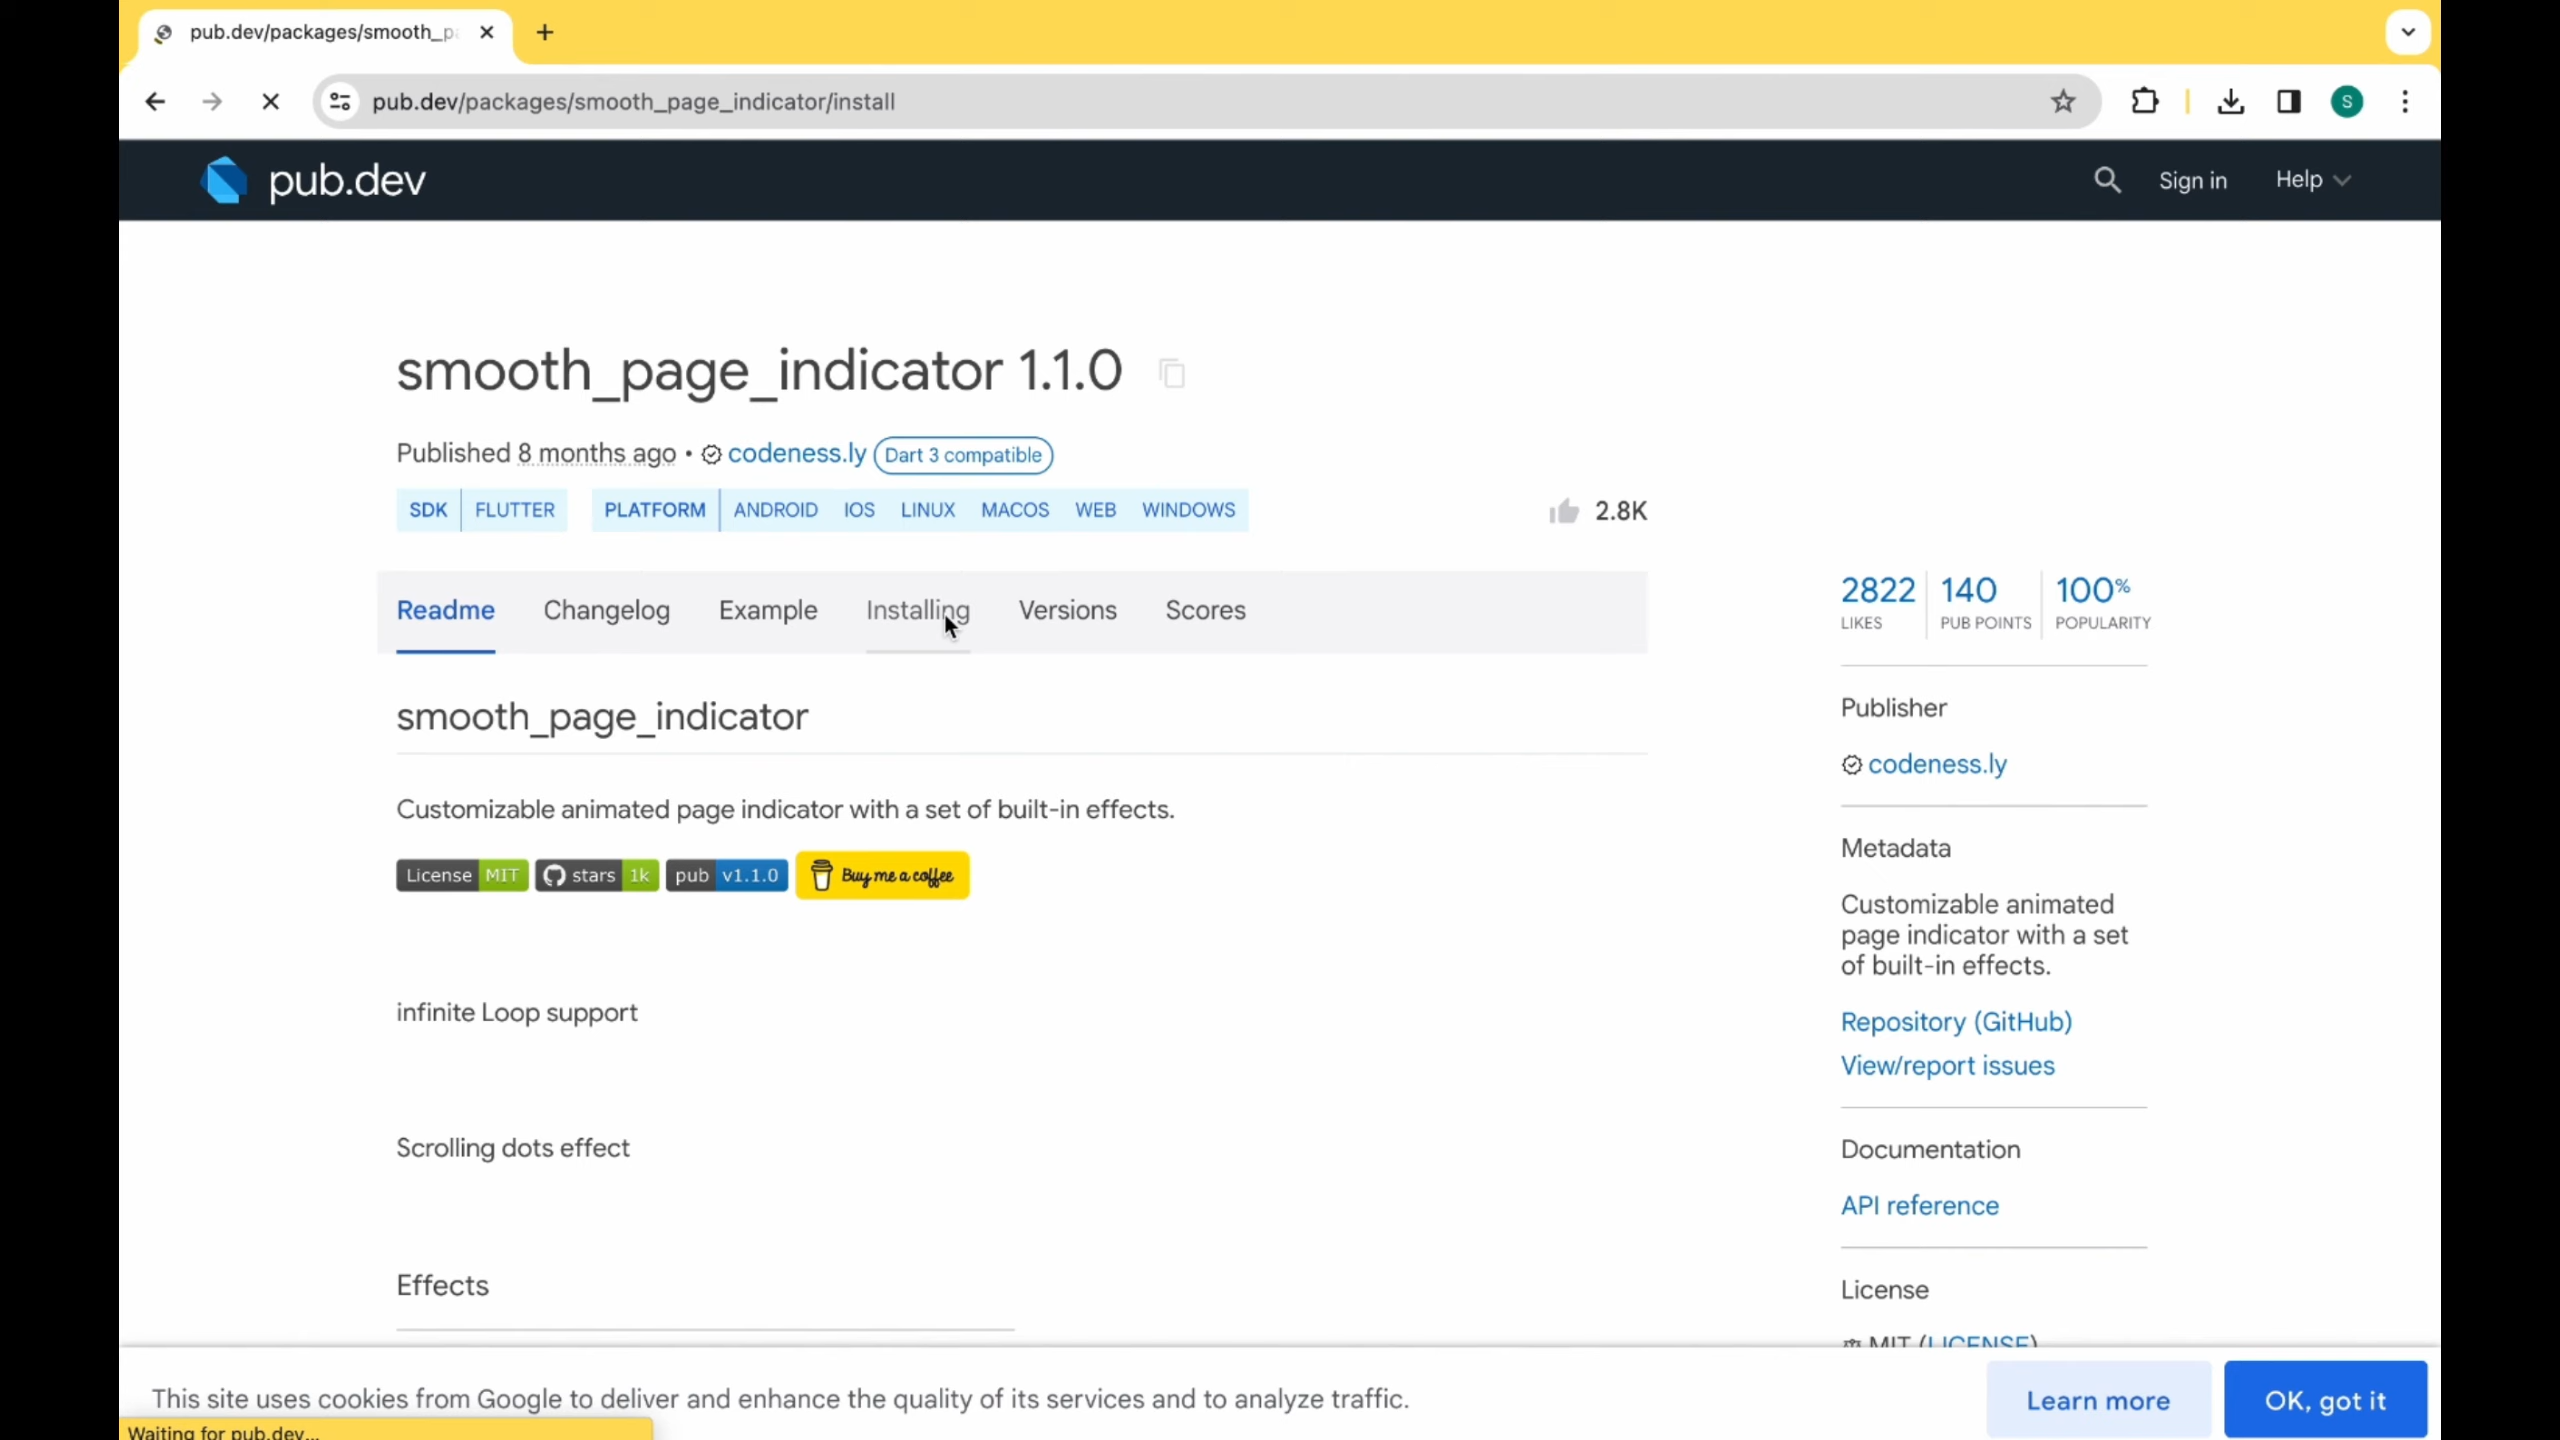 pub.dev/packages/smooth_p
pub.dev/packages/smooth_page_indicator/install
S
pub.dev
Sign in
Help
smooth_page_indicator 1.1.0
Published 8 months ago • codeness.ly Dart 3 compatible
SDK FLUTTER PLATFORM ANDROID IOS LINUX MACOS WEB WINDOWS
2.8K
Readme Changelog Example Installing Versions Scores
smooth_page_indicator
Customizable animated page indicator with a set of built-in effects.
License MIT stars 1k pub v1.1.0 Buy me a coffee
infinite Loop support
Scrolling dots effect
Effects
2822 140 100%
LIKES PUB POINTS POPULARITY
Publisher
codeness.ly
Metadata
Customizable animated
page indicator with a set
of built-in effects.
Repository (GitHub)
View/report issues
Documentation
API reference
License
MIT (LICENSE)
This site uses cookies from Google to deliver and enhance the quality of its services and to analyze traffic.
Learn more
OK, got it
Waiting for pub.dev...